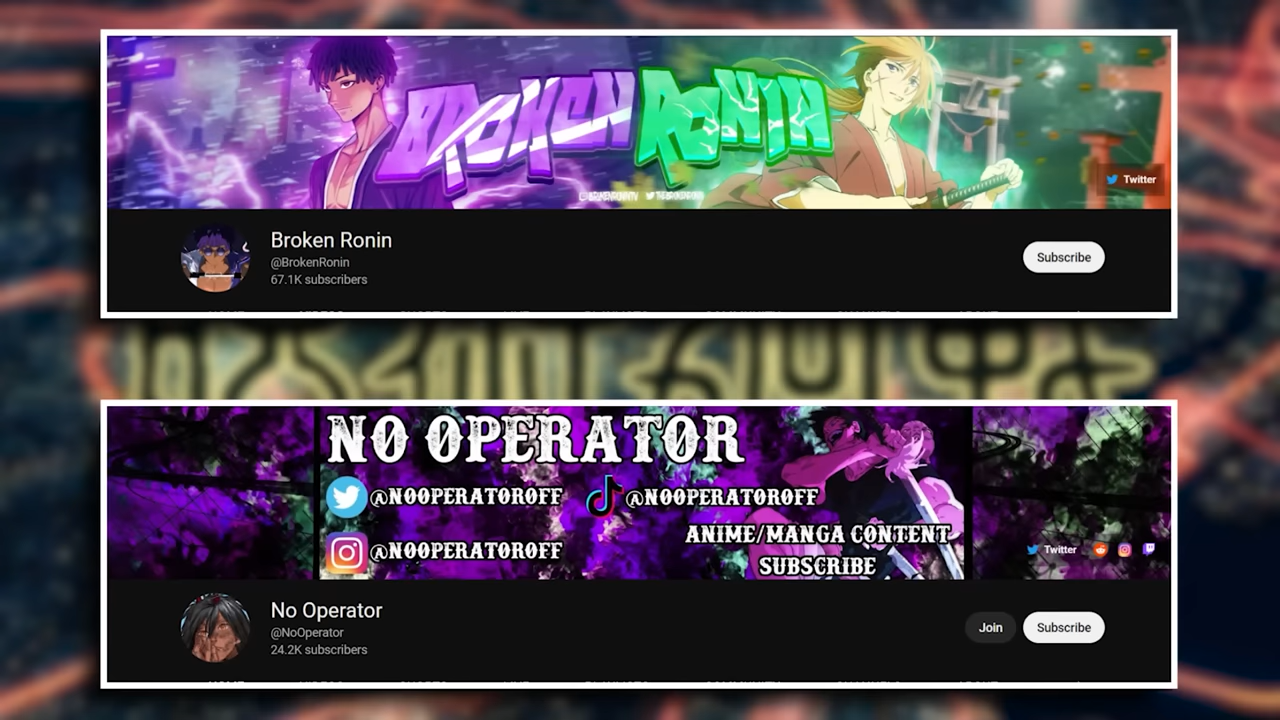 BROKEN RONIN
Twitter
Broken Ronin
@BrokenRonin
67.1K subscribers
Subscribe
NO OPERATOR
@NOOPERATOROFF
@NOOPERATOROFF
@NOOPERATOROFF
ANIME/MANGA CONTENT
SUBSCRIBE
Twitter
No Operator
@NoOperator
24.2K subscribers
Join
Subscribe